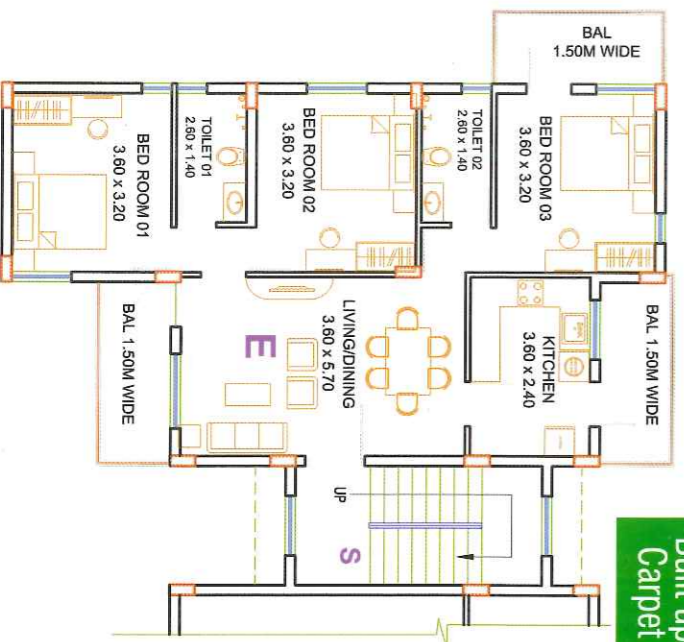 BAL
1.50M WIDE
BED ROOM 01
3.60 x 3.20
TOILET 01
2.60 x 1.40
BED ROOM 02
3.60 x 3.20
TOILET 02
2.60 x 1.40
BED ROOM 03
3.60 x 3.20
BAL 1.50M WIDE
E
LIVING/DINING
3.60 x 5.70
KITCHEN
3.60 x 2.40
BAL 1.50M WIDE
UP
S
Built up
Carpet